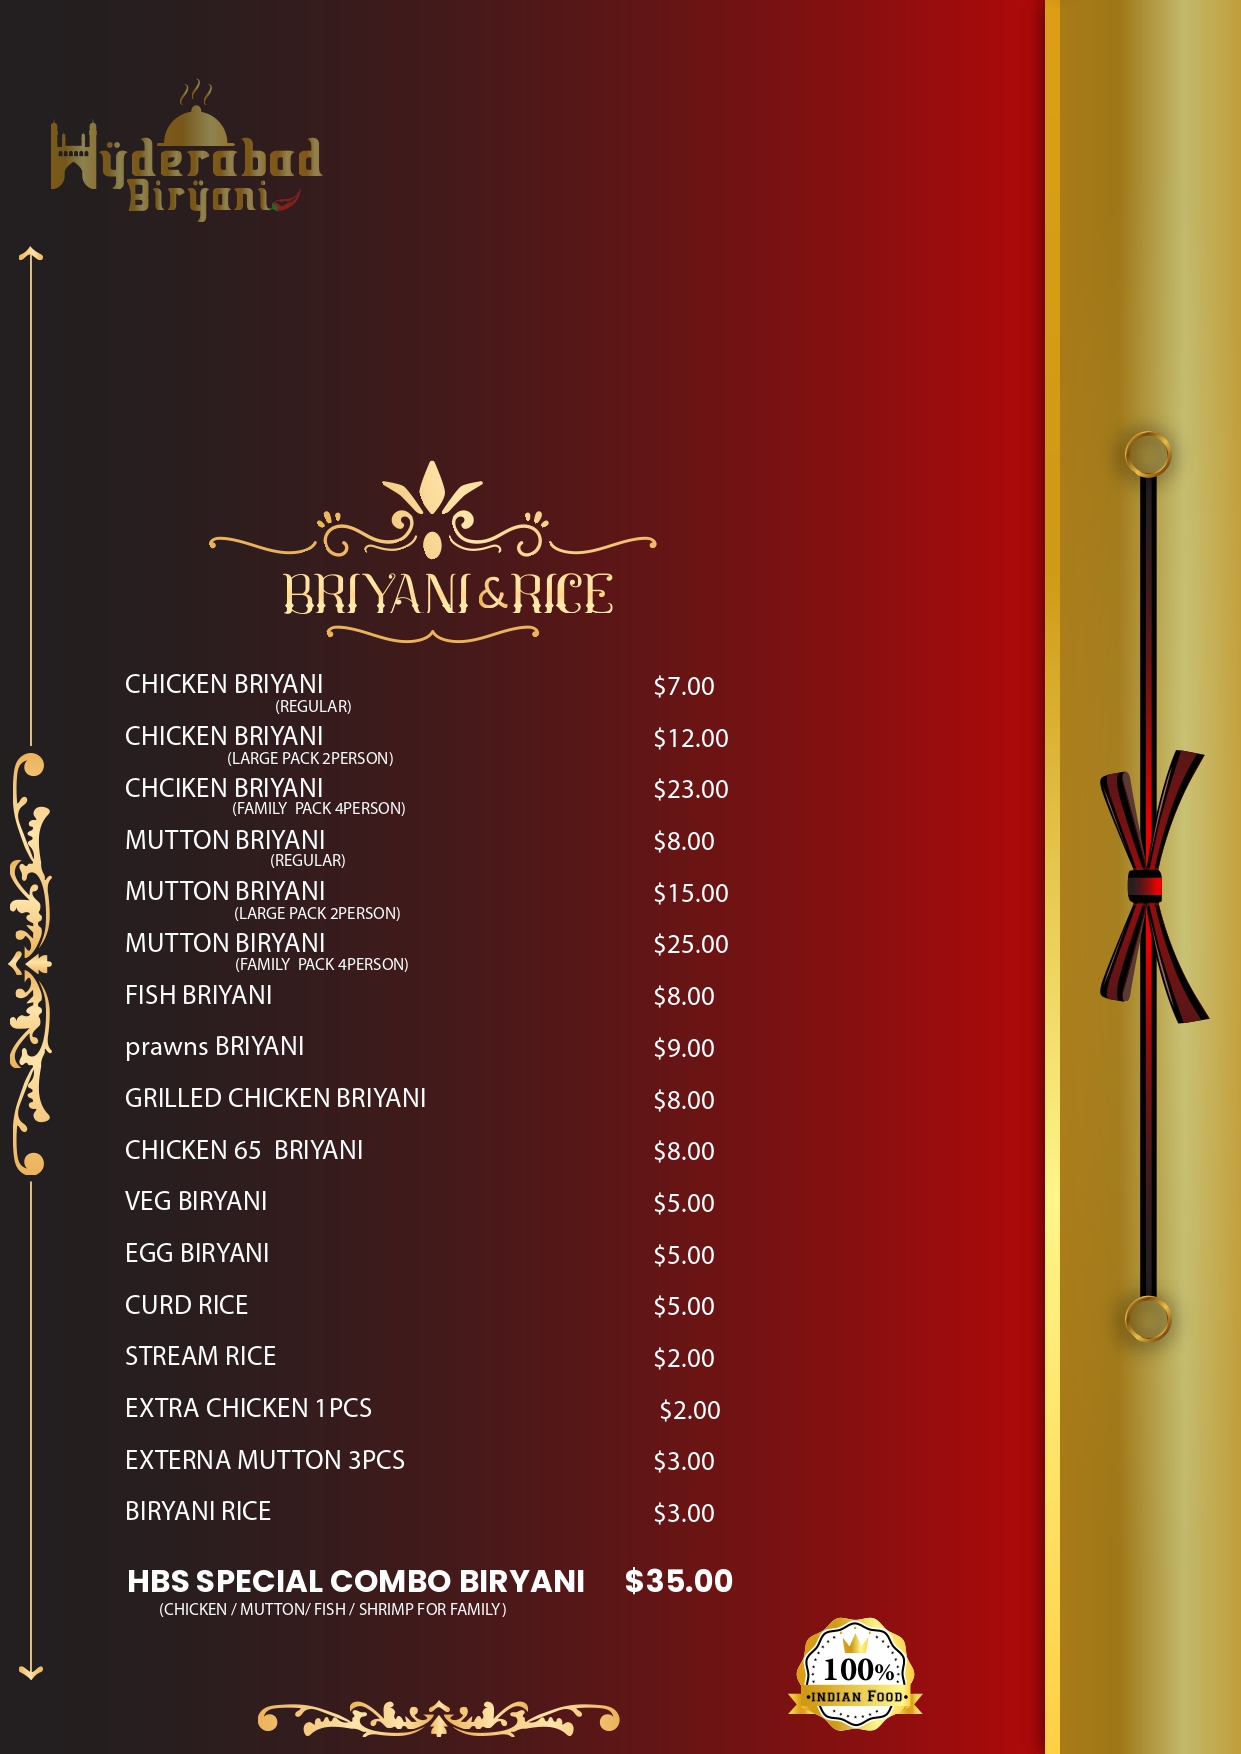 Hÿderabad
Birÿani
BRIYANI & RICE
CHICKEN BRIYANI $7.00
(REGULAR)
CHICKEN BRIYANI $12.00
(LARGE PACK 2PERSON)
CHCIKEN BRIYANI $23.00
(FAMILY PACK 4PERSON)
MUTTON BRIYANI $8.00
(REGULAR)
MUTTON BRIYANI $15.00
(LARGE PACK 2PERSON)
MUTTON BIRYANI $25.00
(FAMILY PACK 4PERSON)
FISH BRIYANI $8.00
prawns BRIYANI $9.00
GRILLED CHICKEN BRIYANI $8.00
CHICKEN 65 BRIYANI $8.00
VEG BIRYANI $5.00
EGG BIRYANI $5.00
CURD RICE $5.00
STREAM RICE $2.00
EXTRA CHICKEN 1PCS $2.00
EXTERNA MUTTON 3PCS $3.00
BIRYANI RICE $3.00
HBS SPECIAL COMBO BIRYANI $35.00
(CHICKEN / MUTTON/ FISH / SHRIMP FOR FAMILY)
100%
•INDIAN FOOD•